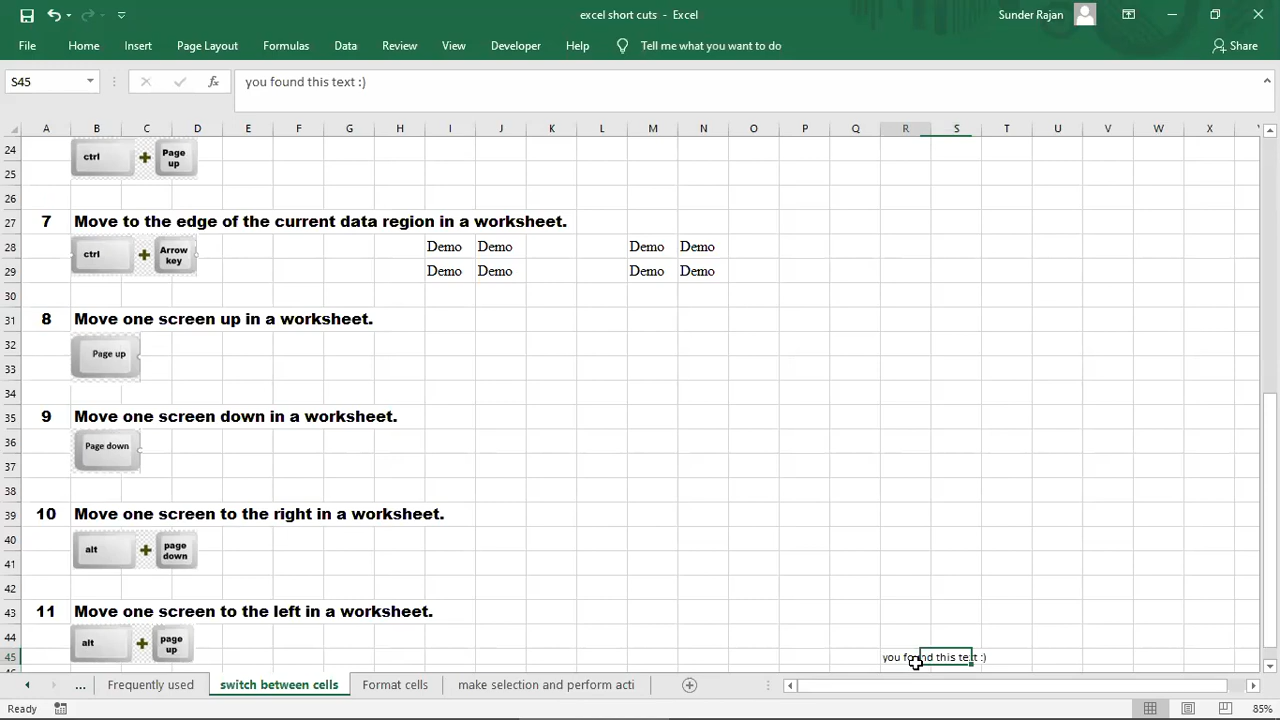 excel short cuts - Excel
Sunder Rajan
File Home Insert Page Layout Formulas Data Review View Developer Help Tell me what you want to do Share
S45 fx you found this text :)
A B C D E F G H I J K L M N O P Q R S T U V W X
24 ctrl + Page up
25
26
27 7 Move to the edge of the current data region in a worksheet.
28 ctrl + Arrow key Demo Demo Demo Demo
29 Demo Demo Demo Demo
30
31 8 Move one screen up in a worksheet.
32 Page up
33
34
35 9 Move one screen down in a worksheet.
36 Page down
37
38
39 10 Move one screen to the right in a worksheet.
40 alt + page down
41
42
43 11 Move one screen to the left in a worksheet.
44 alt + page up
45 you found this text :)
... Frequently used switch between cells Format cells make selection and perform acti
Ready 85%